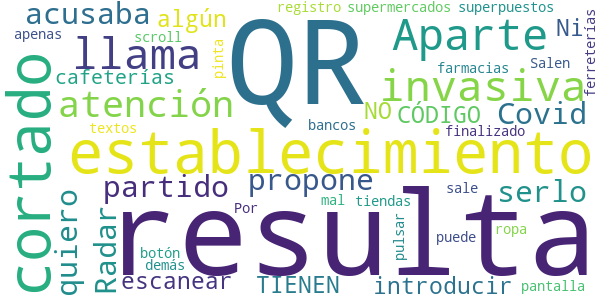 registro supermercados superpuestos
acusaba algún QR Aparte Ni
apenas scroll
llama pinta invasiva farmacias Salen ferreterías
cafeterías
atención NO CÓDIGO Covid
textos bancos finalizado
cortado establecimiento
partido propone serlo
quiero Radar Por resulta mal tiendas sale
pulsar puede ropa
botón
demás
escanear TIENEN introducir pantalla